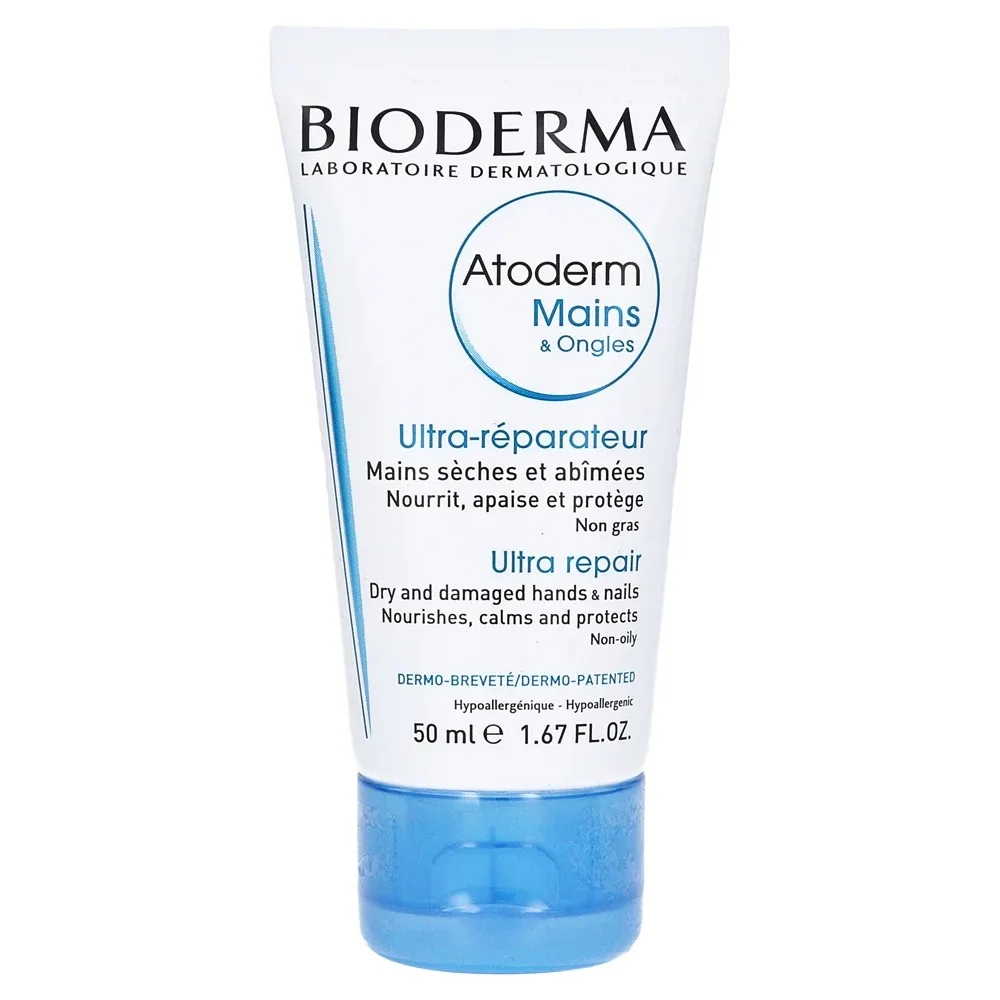 BIODERMA
LABORATOIRE DERMATOLOGIQUE
Atoderm
Mains
& Ongles
Ultra-réparateur
Mains sèches et abîmées
Nourrit, apaise et protège
Non gras
Ultra repair
Dry and damaged hands & nails
Nourishes, calms and protects
Non-oily
DERMO-BREVETÉ/DERMO-PATENTED
Hypoallergénique - Hypoallergenic
50 ml ℮ 1.67 FL.OZ.